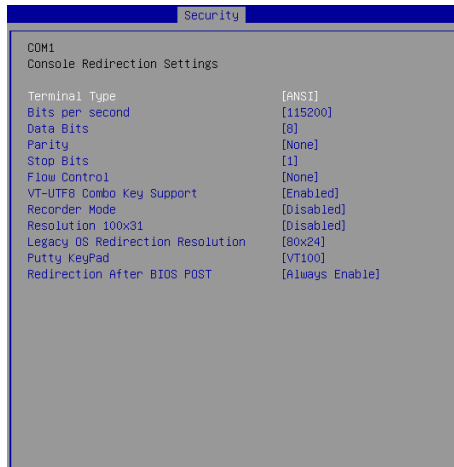 Security
COM1
Console Redirection Settings
Terminal Type [ANSI]
Bits per second [115200]
Data Bits [8]
Parity [None]
Stop Bits [1]
Flow Control [None]
VT-UTF8 Combo Key Support [Enabled]
Recorder Mode [Disabled]
Resolution 100x31 [Disabled]
Legacy OS Redirection Resolution [80x24]
Putty KeyPad [VT100]
Redirection After BIOS POST [Always Enable]